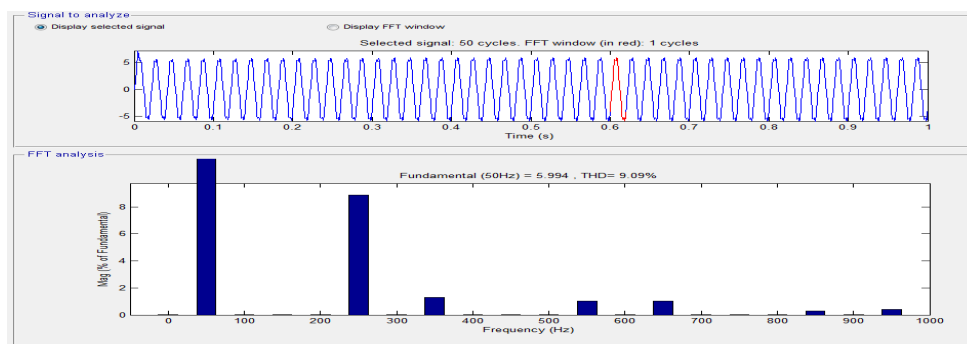 Signal to analyze
Display selected signal Display FFT window
Selected signal: 50 cycles. FFT window (in red): 1 cycles
5
0
-5
0 0.1 0.2 0.3 0.4 0.5 0.6 0.7 0.8 0.9 1
Time (s)
FFT analysis
Fundamental (50Hz) = 5.994 , THD= 9.09%
8
6
4
2
0
Mag (% of Fundamental)
0 100 200 300 400 500 600 700 800 900 1000
Frequency (Hz)